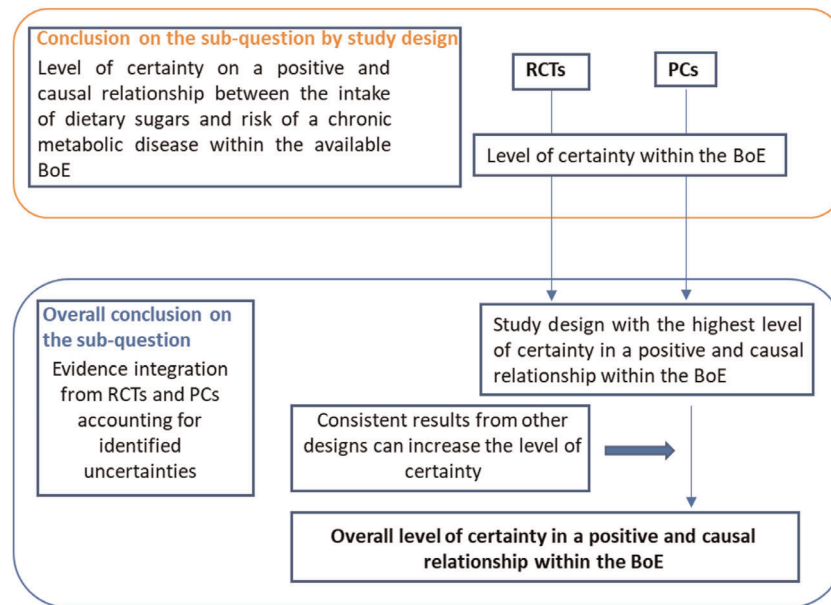 Conclusion on the sub-question by study design
Level of certainty on a positive and
causal relationship between the intake
of dietary sugars and risk of a chronic
metabolic disease within the available
BoE
RCTs
PCs
Level of certainty within the BoE
Overall conclusion on
the sub-question
Evidence integration
from RCTs and PCs
accounting for
identified
uncertainties
Study design with the highest level
of certainty in a positive and causal
relationship within the BoE
Consistent results from other
designs can increase the level of
certainty
Overall level of certainty in a positive and causal
relationship within the BoE